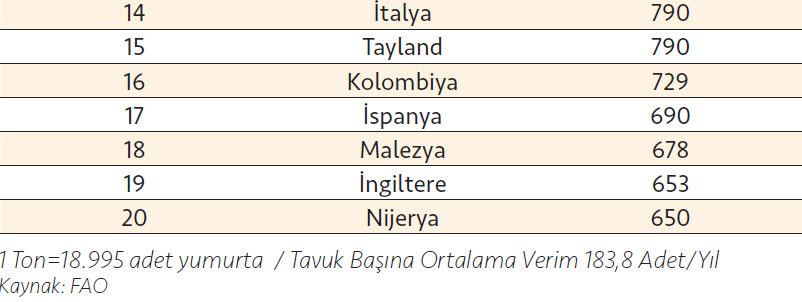 14 İtalya 790
15 Tayland 790
16 Kolombiya 729
17 İspanya 690
18 Malezya 678
19 İngiltere 653
20 Nijerya 650
1 Ton=18.995 adet yumurta / Tavuk Başına Ortalama Verim 183,8 Adet/Yıl
Kaynak: FAO